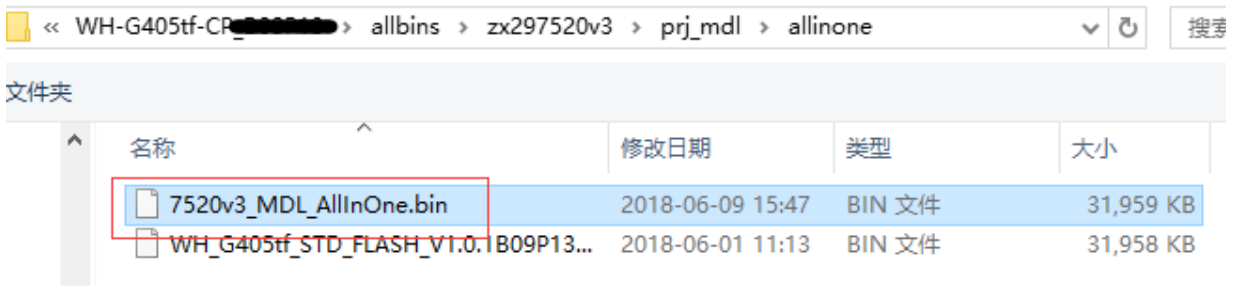 « WH-G405tf-CP › allbins › zx297520v3 › prj_mdl › allinone 搜索
文件夹
名称 修改日期 类型 大小
7520v3_MDL_AllInOne.bin 2018-06-09 15:47 BIN 文件 31,959 KB
WH_G405tf_STD_FLASH_V1.0.1B09P13... 2018-06-01 11:13 BIN 文件 31,958 KB